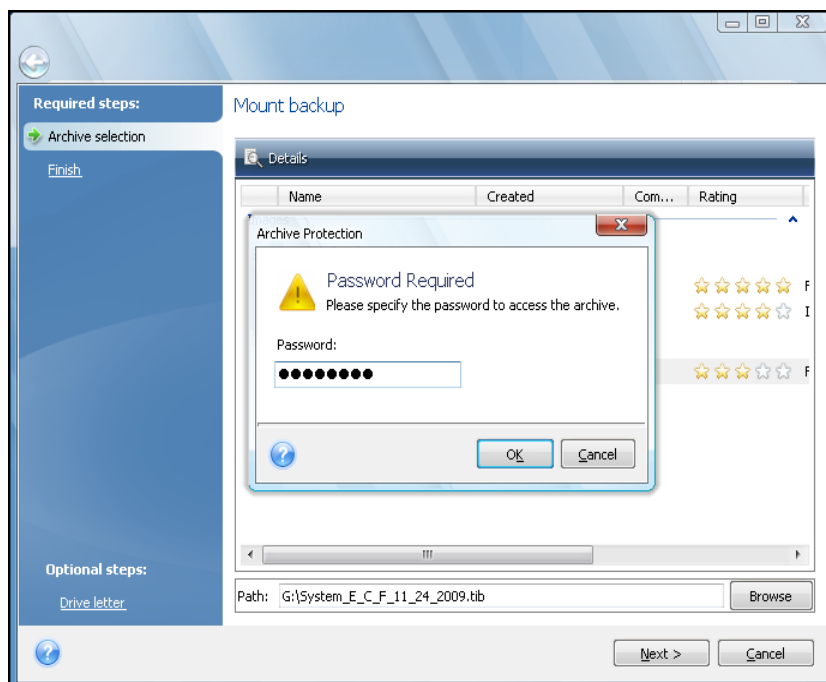 Required steps:
Archive selection
Finish
Optional steps:
Drive letter
Mount backup
Details
Name Created Com... Rating
F
I
F
Archive Protection
Password Required
Please specify the password to access the archive.
Password:
●●●●●●●●
OK Cancel
Path: G:\System_E_C_F_11_24_2009.tib Browse
Next > Cancel